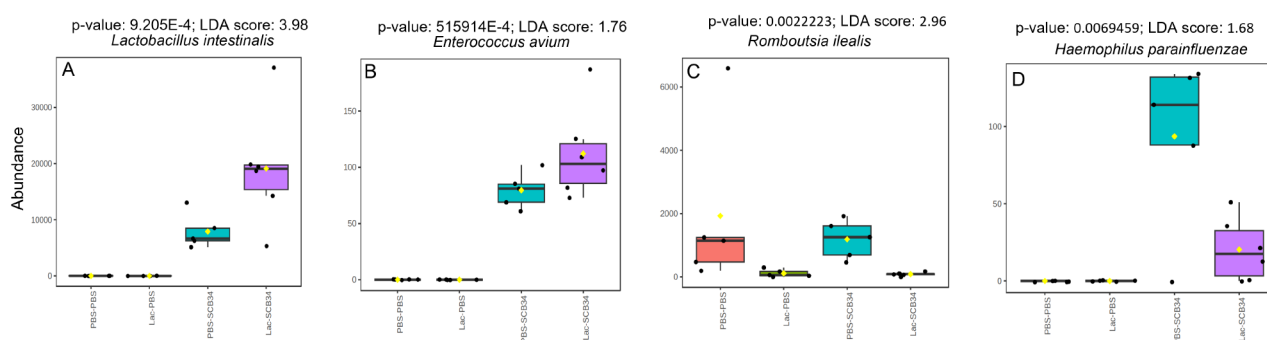 p-value: 9.205E-4; LDA score: 3.98
Lactobacillus intestinalis
p-value: 515914E-4; LDA score: 1.76
Enterococcus avium
p-value: 0.0022223; LDA score: 2.96
Romboutsia ilealis
p-value: 0.0069459; LDA score: 1.68
Haemophilus parainfluenzae
Abundance
A
30000
20000
10000
0
PBS-PBS
Lac-PBS
PBS-SCB34
Lac-SCB34
B
150
100
50
0
PBS-PBS
Lac-PBS
PBS-SCB34
Lac-SCB34
C
6000
4000
2000
0
PBS-PBS
Lac-PBS
PBS-SCB34
Lac-SCB34
D
100
50
0
PBS-PBS
Lac-PBS
PBS-SCB34
Lac-SCB34